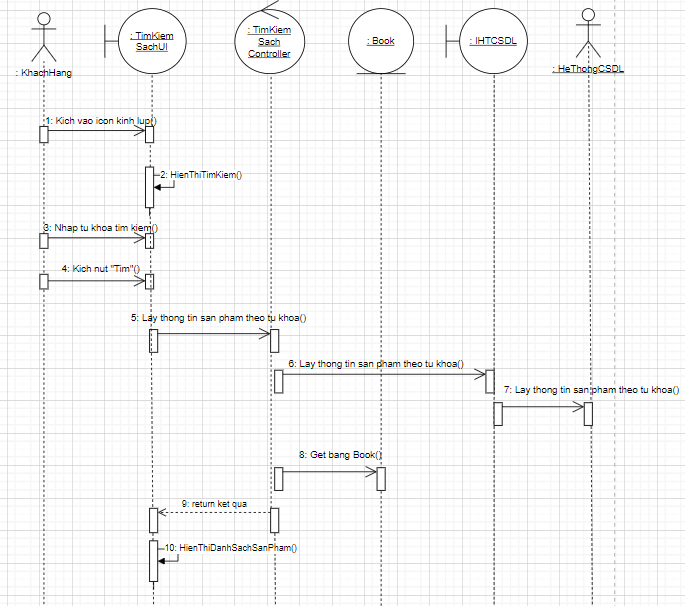 : TimKiem
SachUI
: TimKiem
Sach
Controller
: Book
: IHTCSDL
: KhachHang
: HeThongCSDL
1: Kich vao icon kinh lup()
2: HienThiTimKiem()
3: Nhap tu khoa tim kiem()
4: Kich nut "Tim"()
5: Lay thong tin san pham theo tu khoa()
6: Lay thong tin san pham theo tu khoa()
7: Lay thong tin san pham theo tu khoa()
8: Get bang Book()
9: return ket qua
10: HienThiDanhSachSanPham()